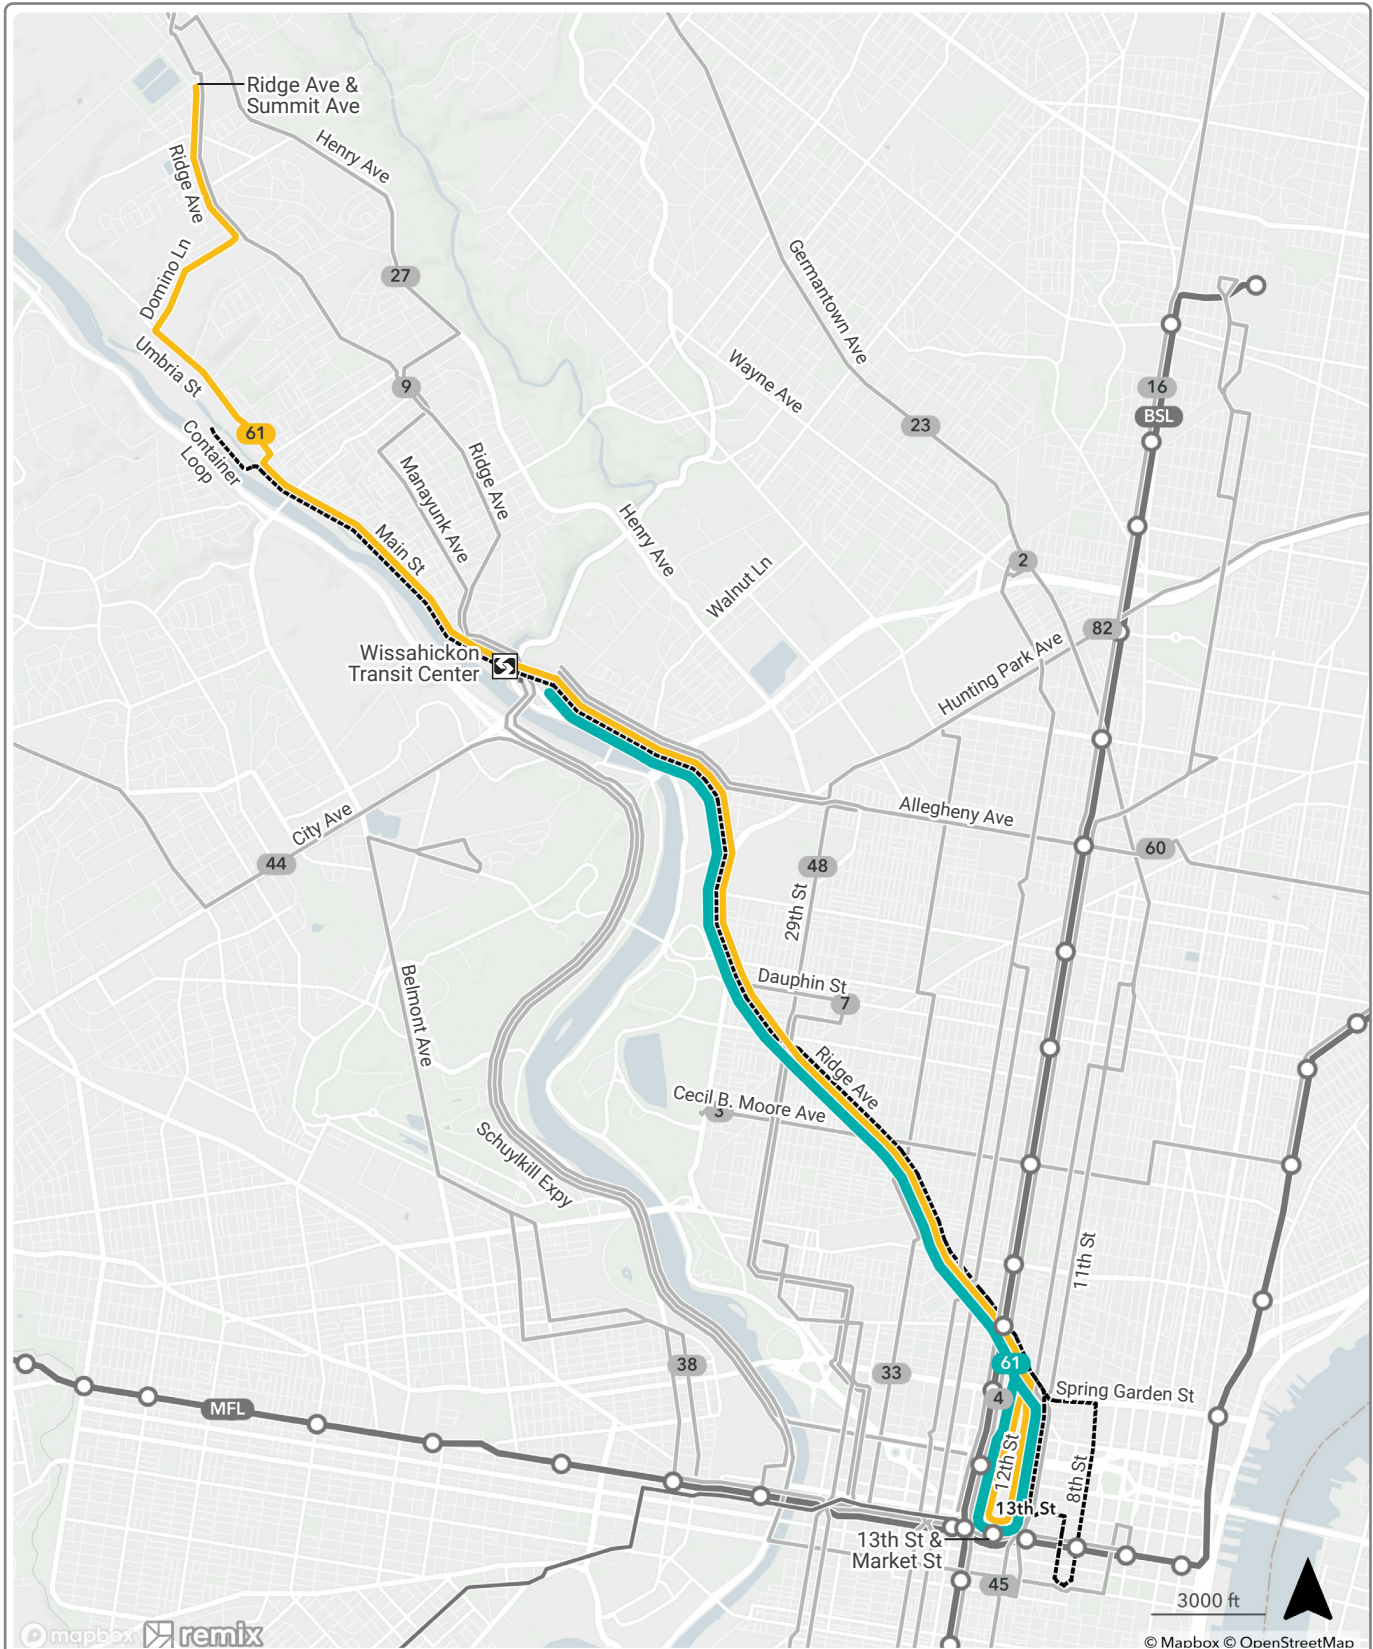 Ridge Ave &
Summit Ave
Henry Ave
Ridge Ave
Domino Ln
27
Germantown Ave
Umbria St
Wayne Ave
9
16
BSL
23
61
Container
Loop
Ridge Ave
Manayunk Ave
Main St
Henry Ave
Walnut Ln
2
82
Wissahickon
Transit Center
Hunting Park Ave
City Ave
Allegheny Ave
44
48
60
29th St
Belmont Ave
Dauphin St
7
Ridge Ave
Cecil B. Moore Ave
3
Schuylkill Expy
11th St
61
38
33
4
Spring Garden St
MFL
12th St
8th St
13th St
13th St &
Market St
45
3000 ft
mapbox
remix
© Mapbox © OpenStreetMap